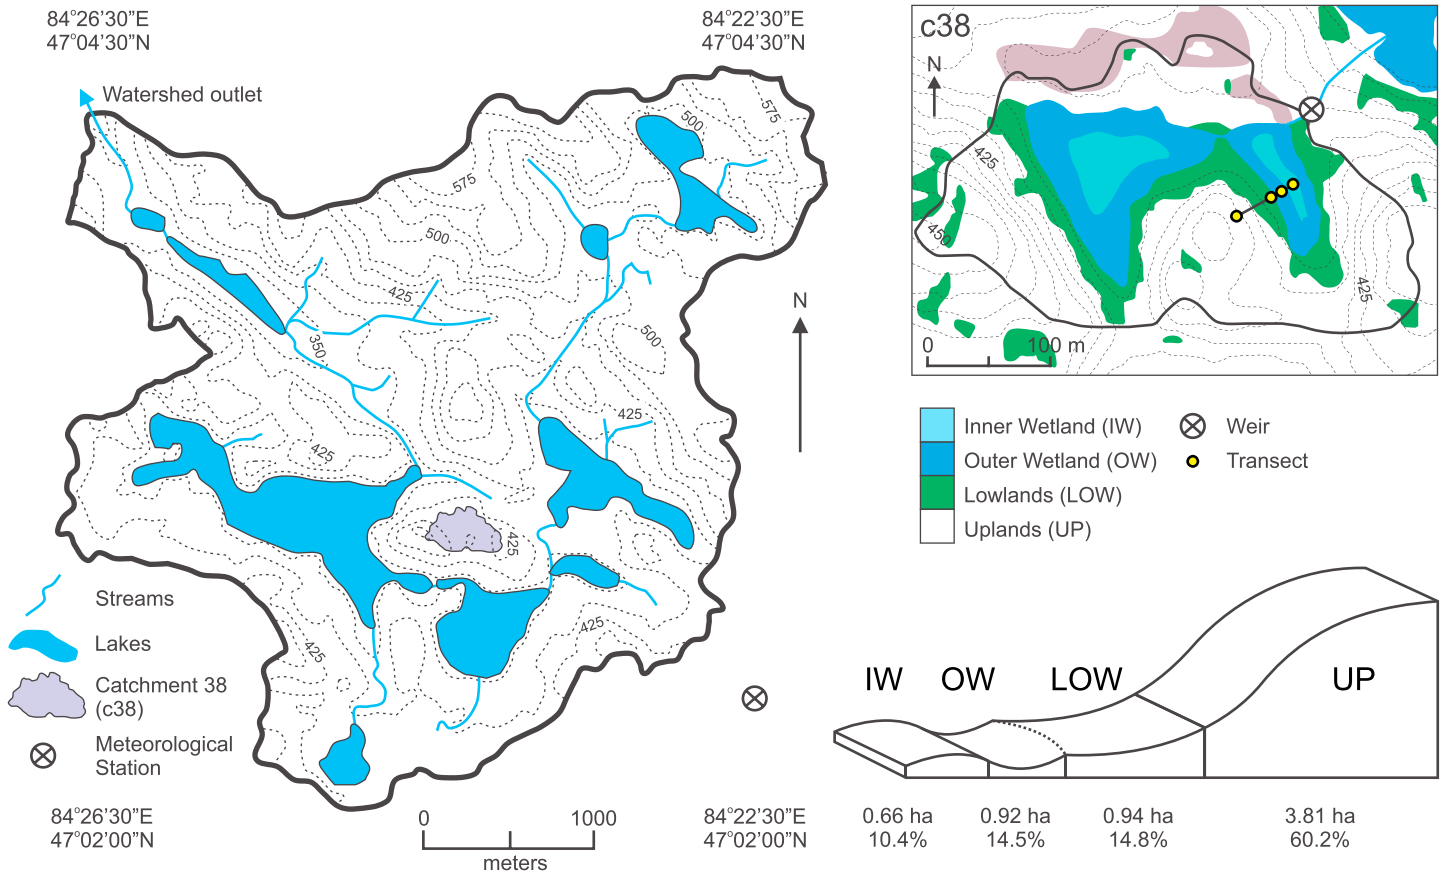 84°26'30"E
47°04'30"N
84°22'30"E
47°04'30"N
Watershed outlet
575
500
575
500
425
350
500
425
425
425
425
425
N
Streams
Lakes
Catchment 38
(c38)
Meteorological
Station
84°26'30"E
47°02'00"N
0
1000
meters
84°22'30"E
47°02'00"N
c38
N
425
450
425
0
100 m
Inner Wetland (IW)
Outer Wetland (OW)
Lowlands (LOW)
Uplands (UP)
Weir
Transect
IW
OW
LOW
UP
0.66 ha
10.4%
0.92 ha
14.5%
0.94 ha
14.8%
3.81 ha
60.2%